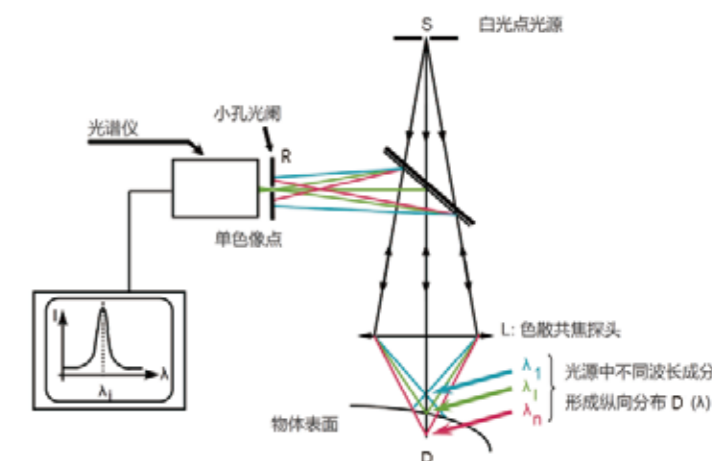 S
白光点光源
小孔光阑
光谱仪
R
单色像点
I
λ
λi
L: 色散共焦探头
λ1
光源中不同波长成分
λi
形成纵向分布 D (λ)
λn
物体表面
D